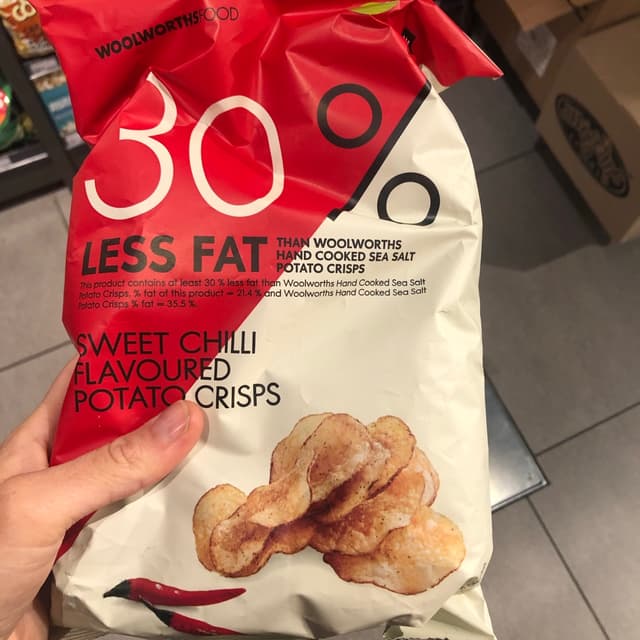 WOOLWORTHSFOOD
30%
LESS FAT
THAN WOOLWORTHS
HAND COOKED SEA SALT
POTATO CRISPS
This product contains at least 30 % less fat than Woolworths Hand Cooked Sea Salt
Potato Crisps. % fat of this product = 21.4 % and Woolworths Hand Cooked Sea Salt
Potato Crisps % fat = 35.5 %
SWEET CHILLI
FLAVOURED
POTATO CRISPS